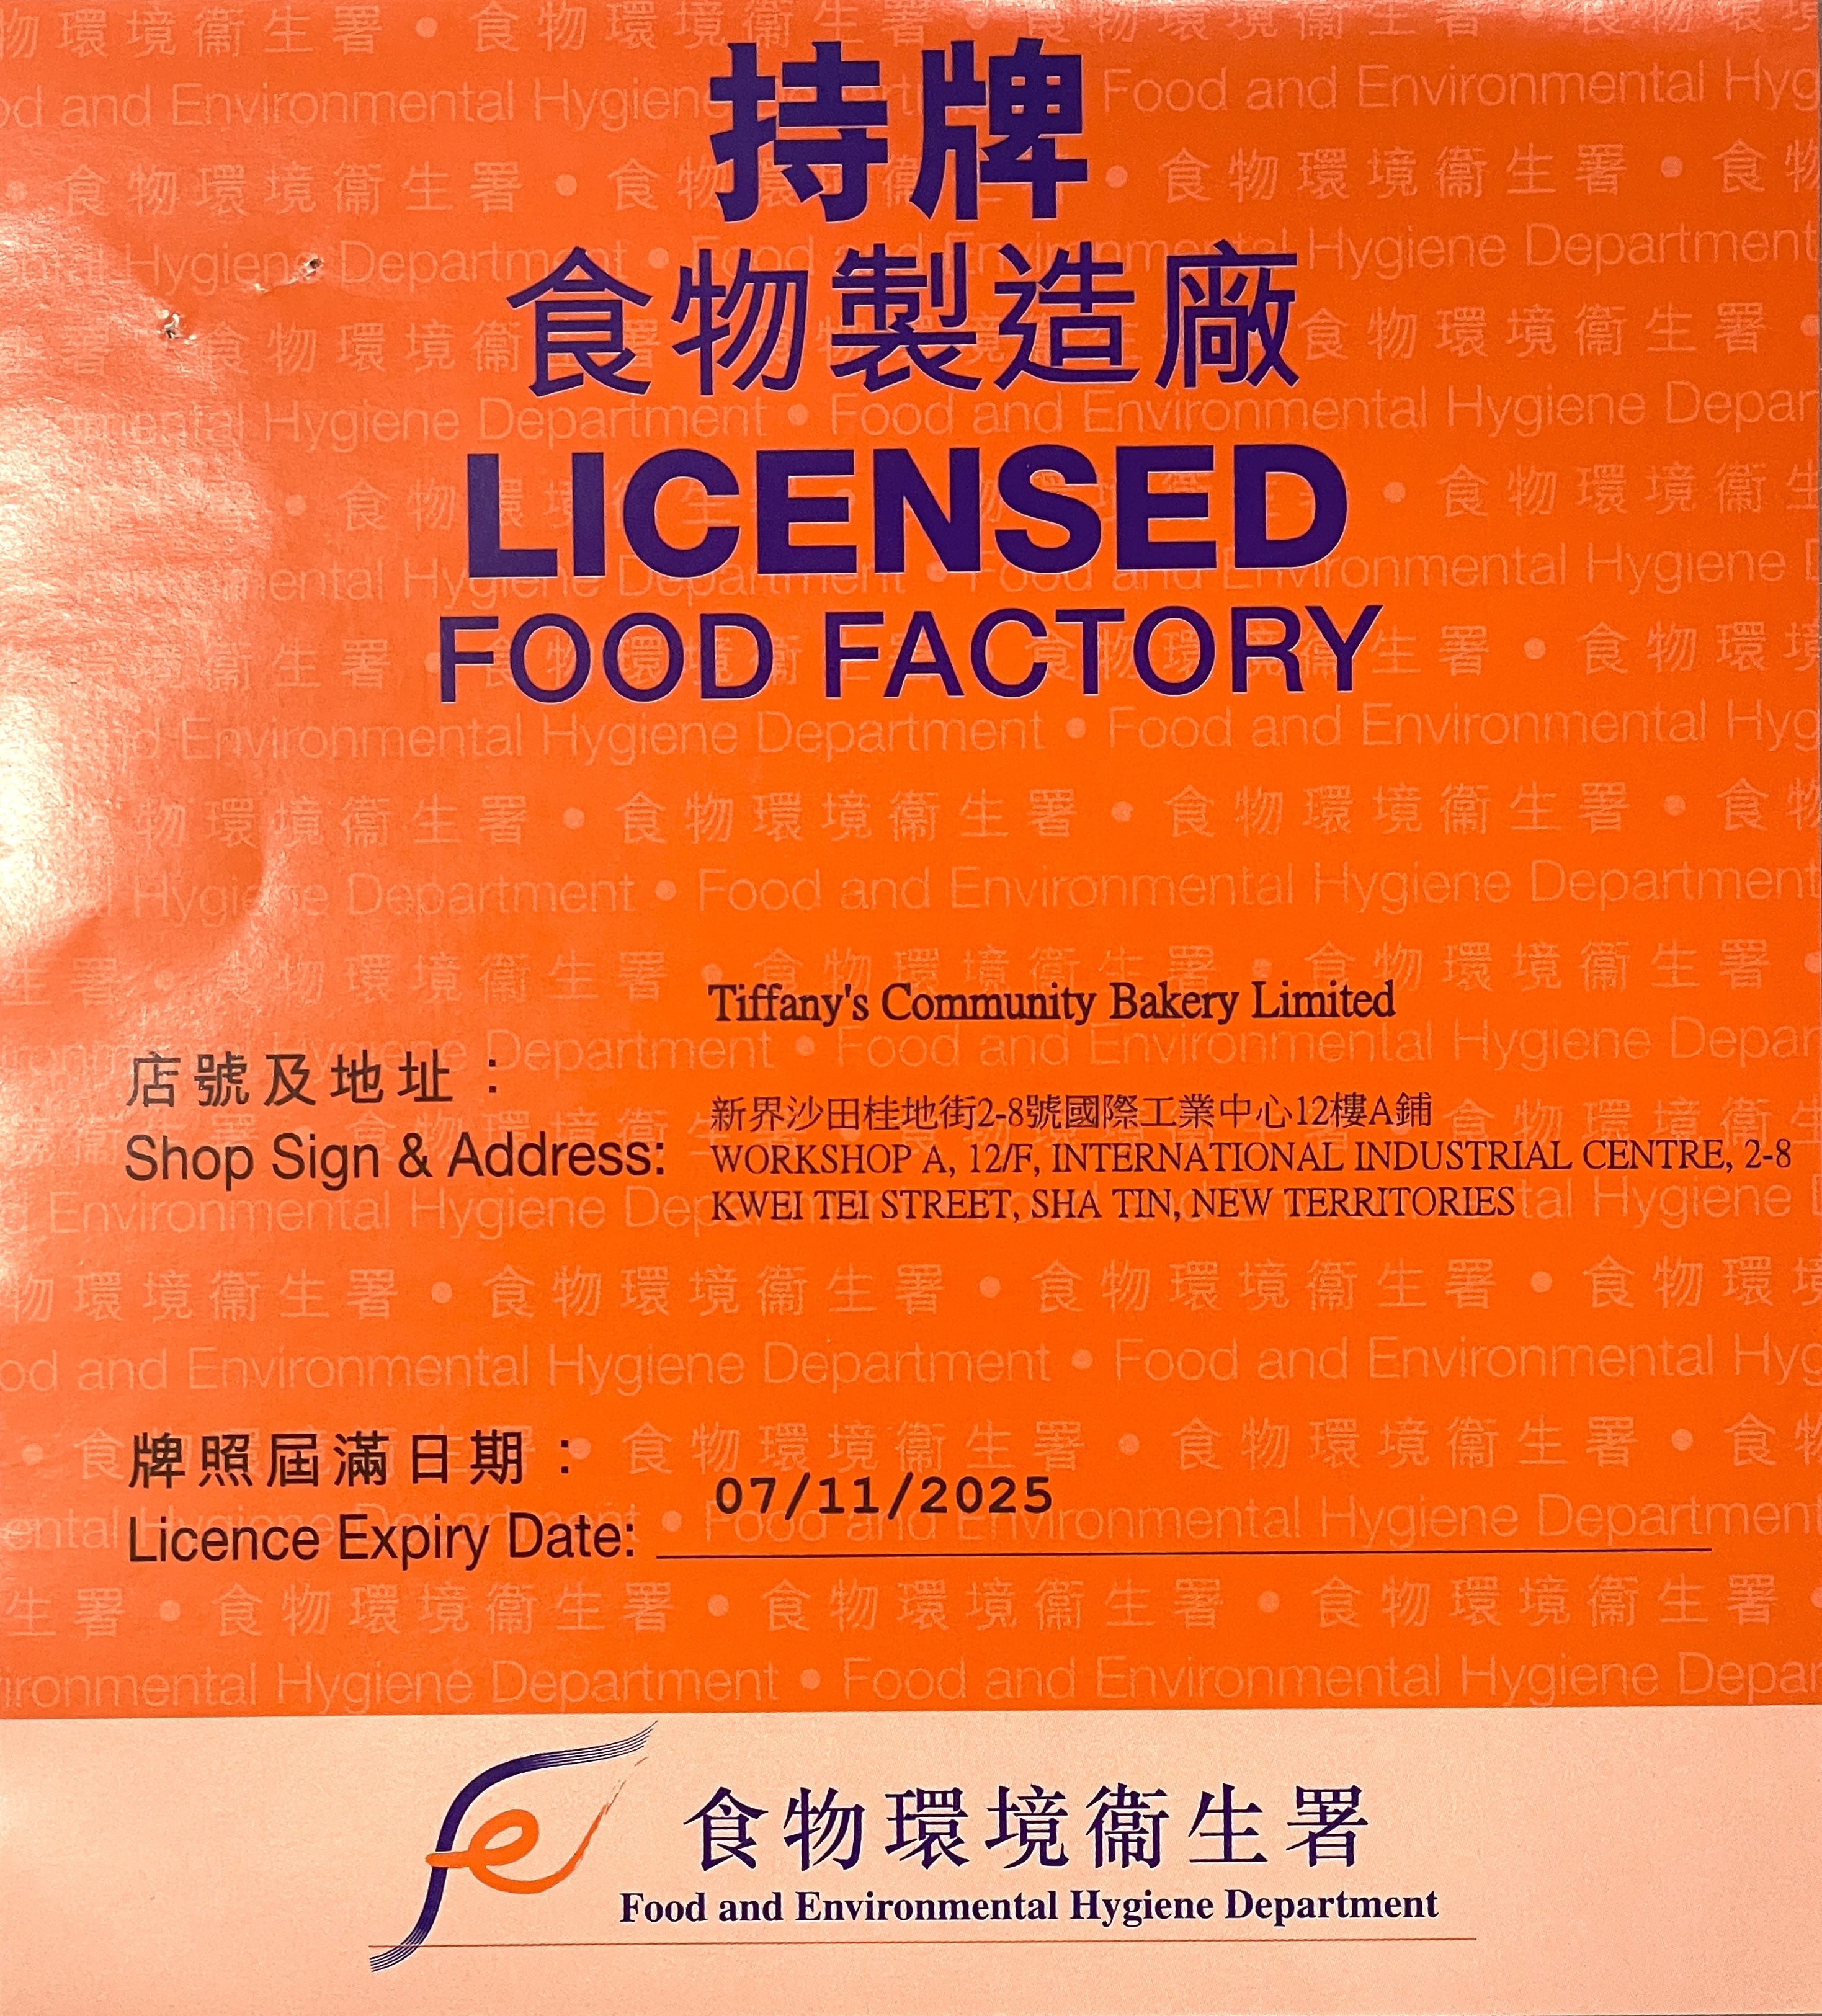 持牌
食物製造廠
LICENSED
FOOD FACTORY
Tiffany's Community Bakery Limited
店號及地址：
Shop Sign & Address:
新界沙田桂地街2-8號國際工業中心12樓A鋪
WORKSHOP A, 12/F, INTERNATIONAL INDUSTRIAL CENTRE, 2-8
KWEI TEI STREET, SHA TIN, NEW TERRITORIES
牌照屆滿日期：
07/11/2025
Licence Expiry Date:
食物環境衞生署
Food and Environmental Hygiene Department